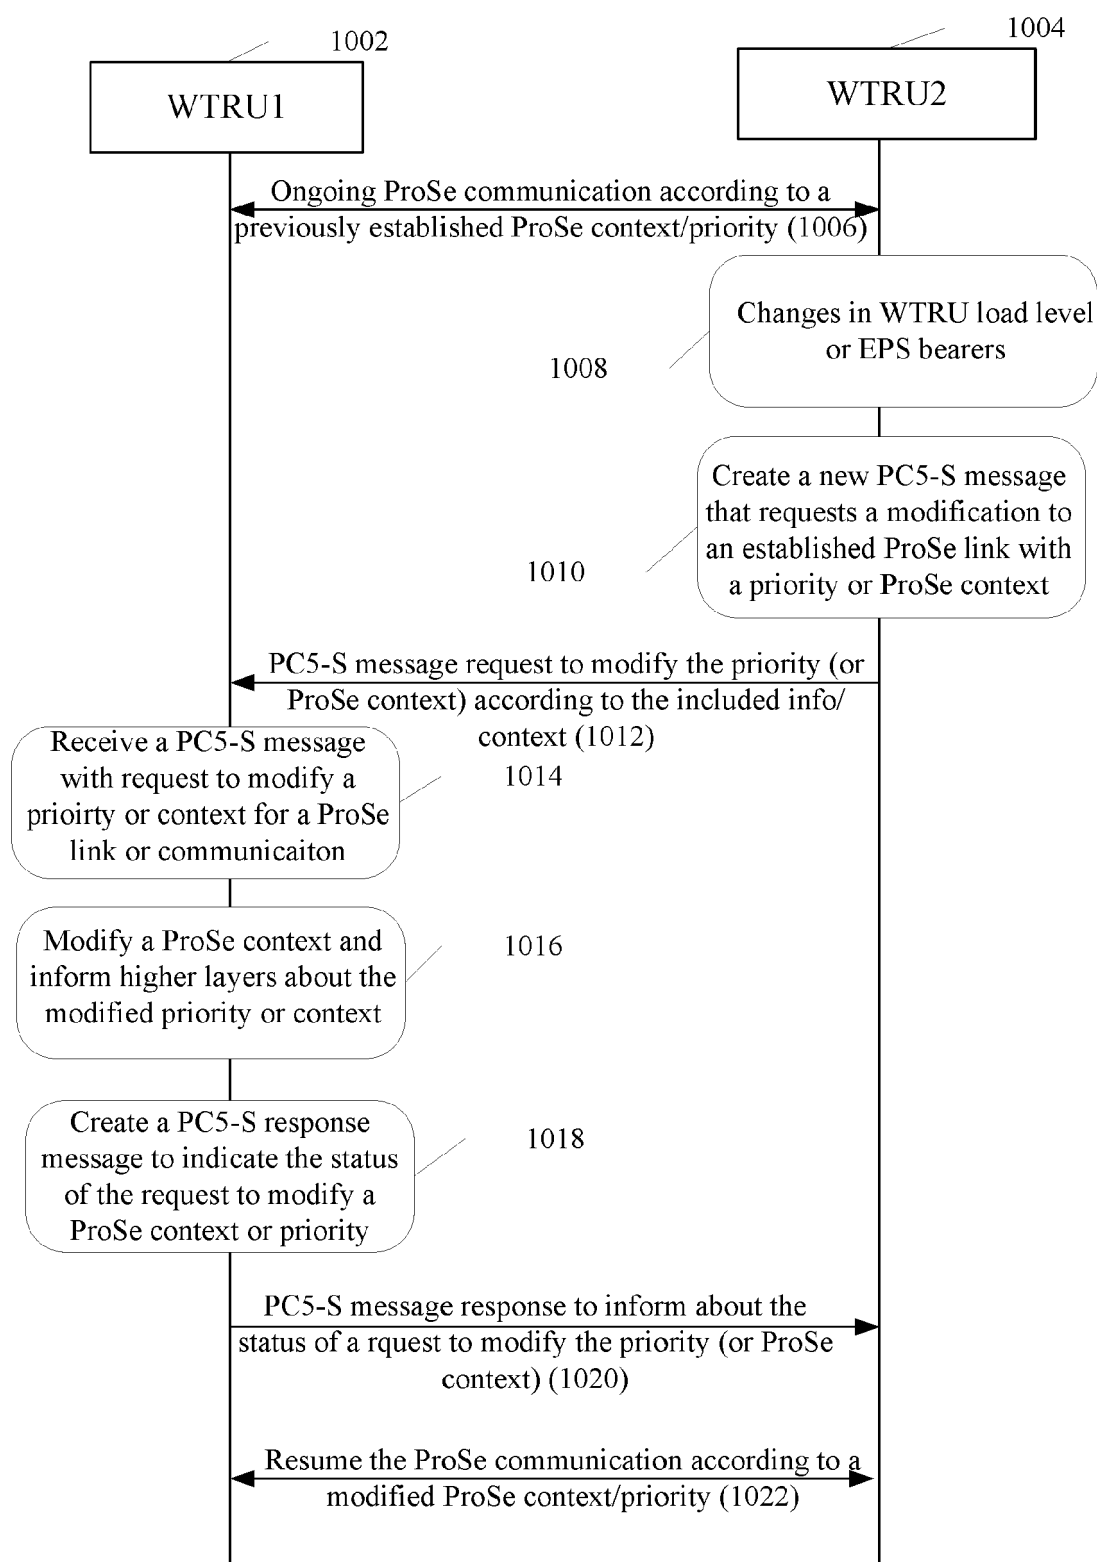 1002
1004
WTRU1
WTRU2
Ongoing ProSe communication according to a
previously established ProSe context/priority (1006)
Changes in WTRU load level
or EPS bearers
1008
Create a new PC5-S message
that requests a modification to
an established ProSe link with
a priority or ProSe context
1010
PC5-S message request to modify the priority (or
ProSe context) according to the included info/
context (1012)
Receive a PC5-S message
with request to modify a
prioirty or context for a ProSe
link or communicaiton
1014
Modify a ProSe context and
inform higher layers about the
modified priority or context
1016
Create a PC5-S response
message to indicate the status
of the request to modify a
ProSe context or priority
1018
PC5-S message response to inform about the
status of a rquest to modify the priority (or ProSe
context) (1020)
Resume the ProSe communication according to a
modified ProSe context/priority (1022)